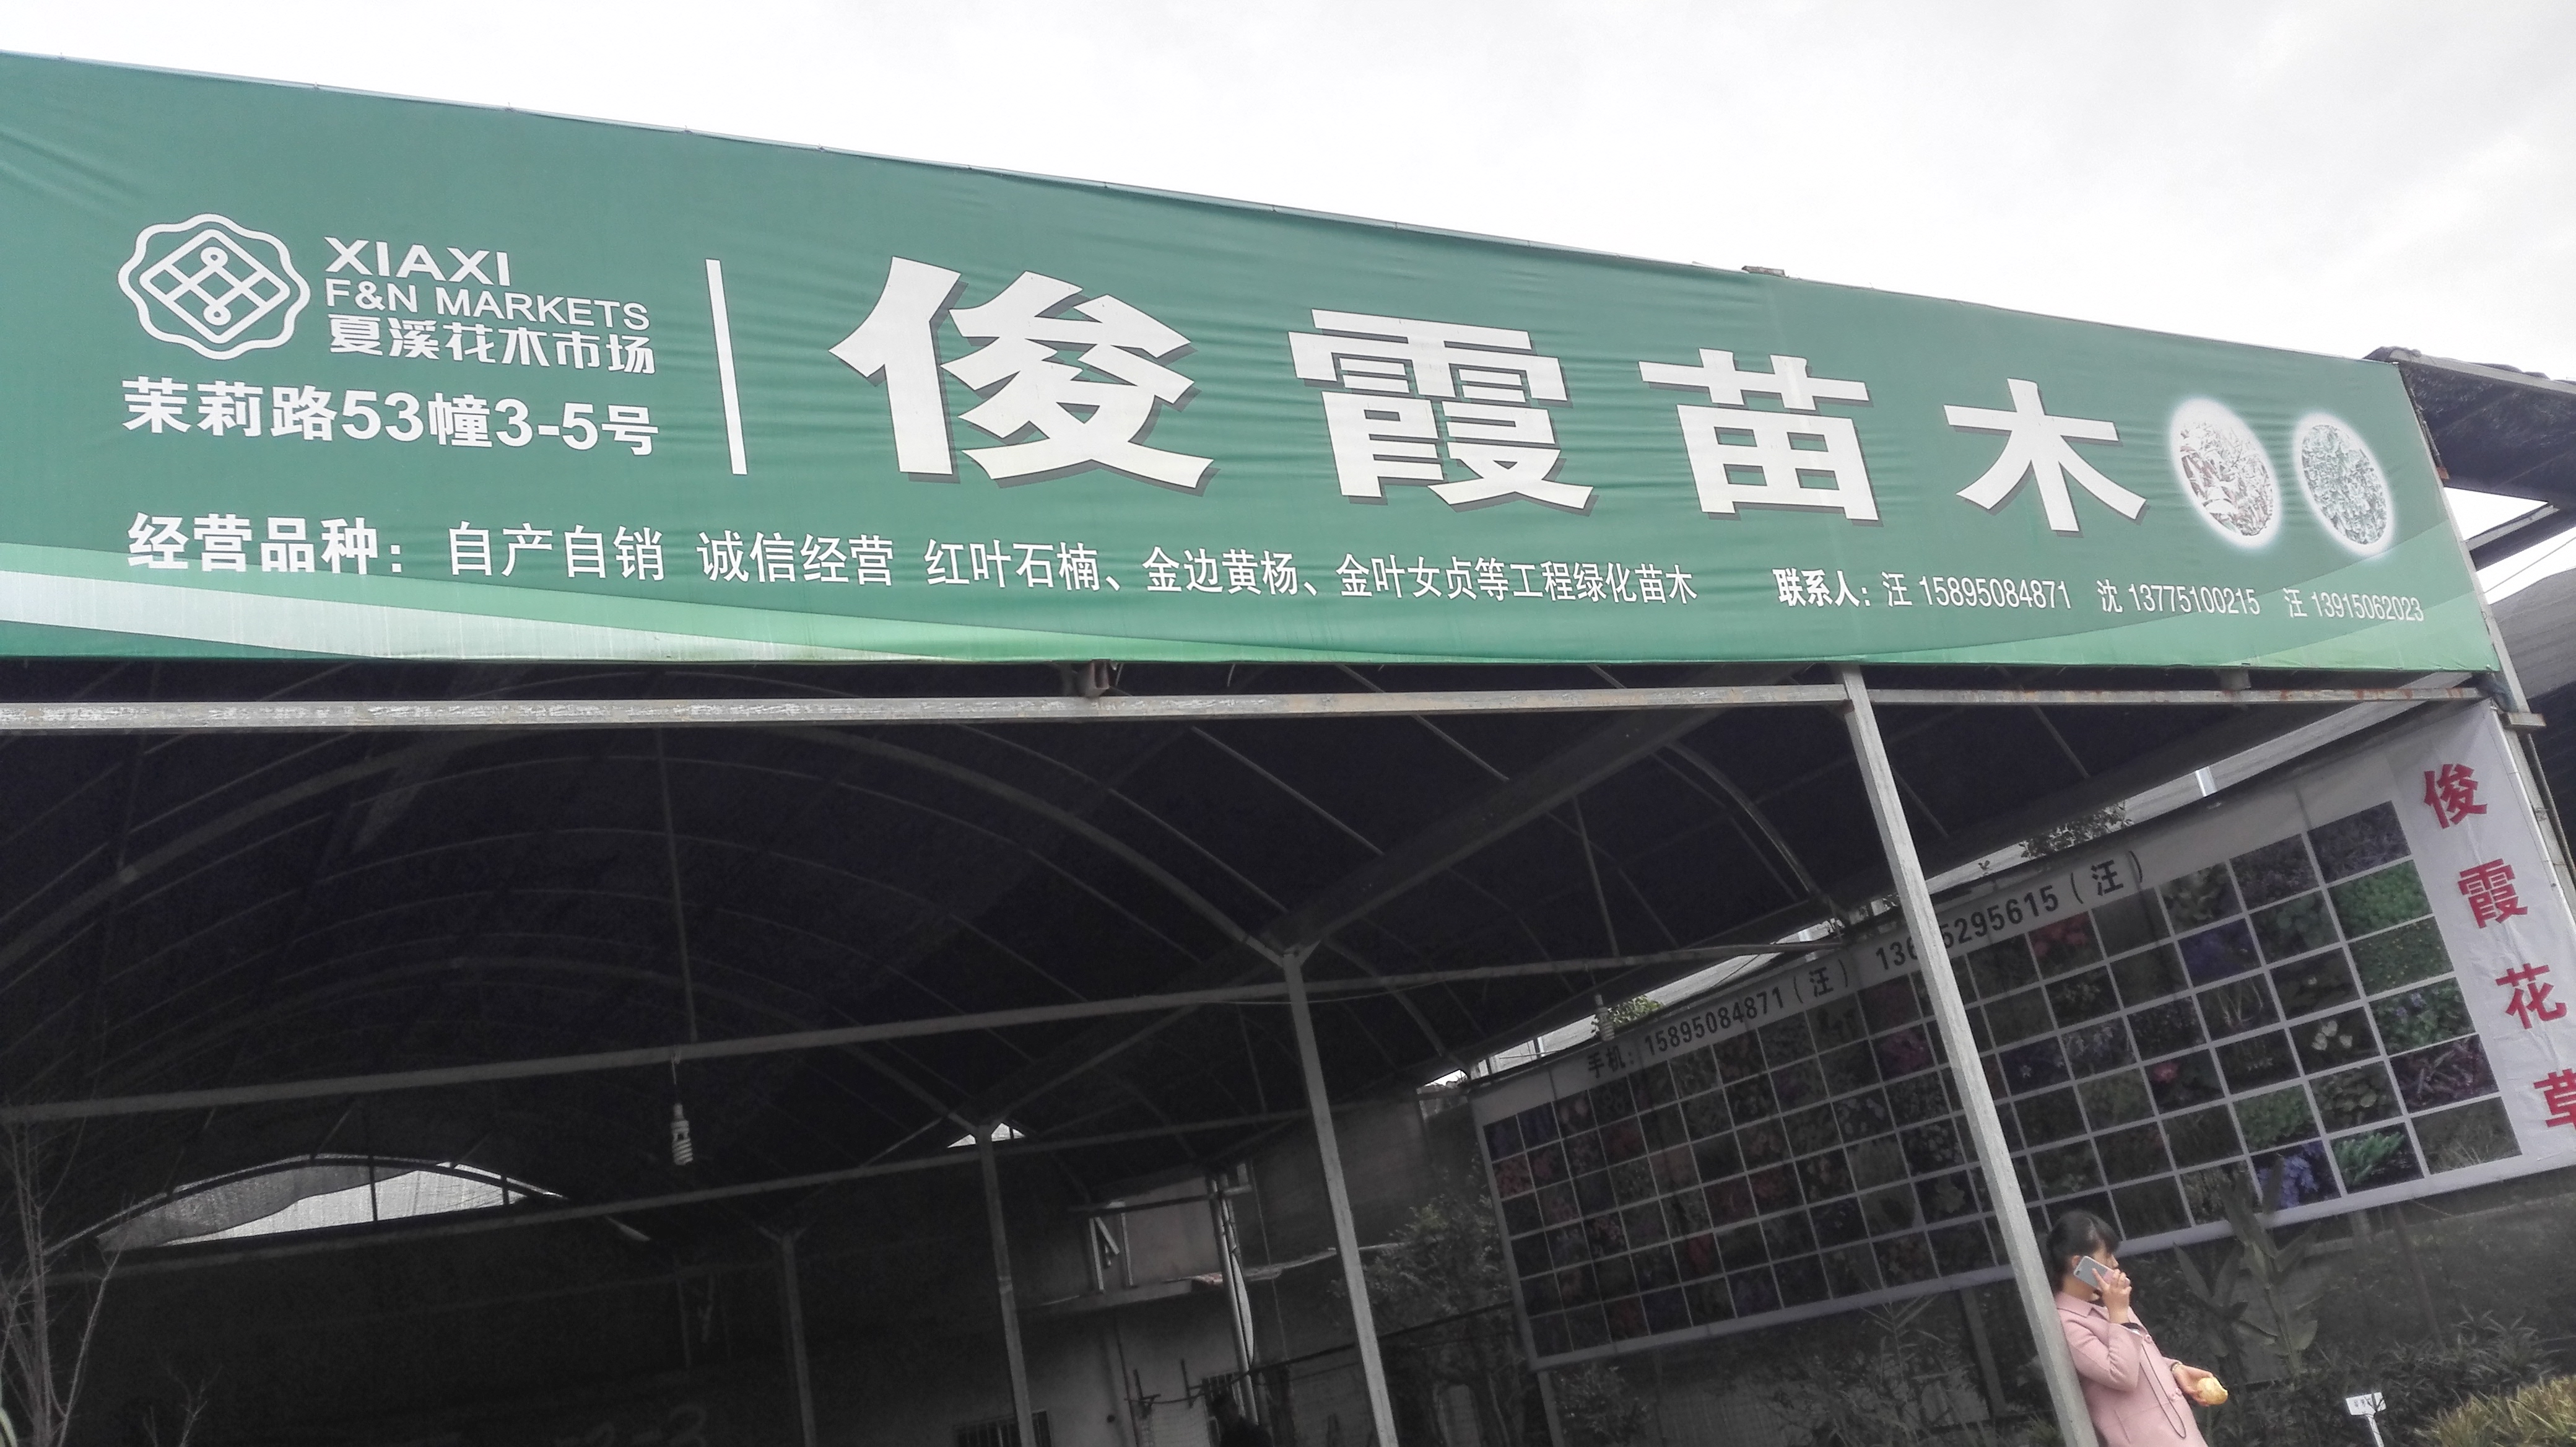 XIAXI
F&N MARKETS
夏溪花木市场
茉莉路53幢3-5号
俊霞苗木
经营品种：自产自销 诚信经营 红叶石楠、金边黄杨、金叶女贞等工程绿化苗木 联系人：汪 15895084871 沈 13775100215 汪 13915062023
手机：15895084871（汪）
俊霞花草